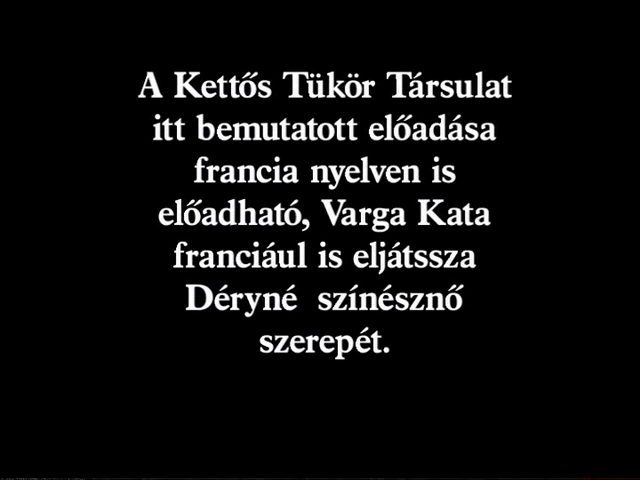 A Kettős Tükör Társulat
itt bemutatott előadása
francia nyelven is
előadható, Varga Kata
franciául is eljátssza
Déryné  színésznő
szerepét.